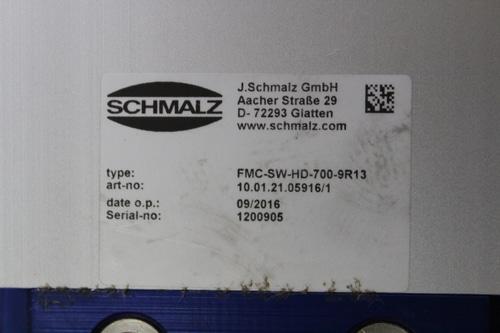 SCHMALZ
J.Schmalz GmbH
Aacher Straße 29
D- 72293 Glatten
www.schmalz.com
type: FMC-SW-HD-700-9R13
art-no: 10.01.21.05916/1
date o.p.: 09/2016
Serial-no: 1200905